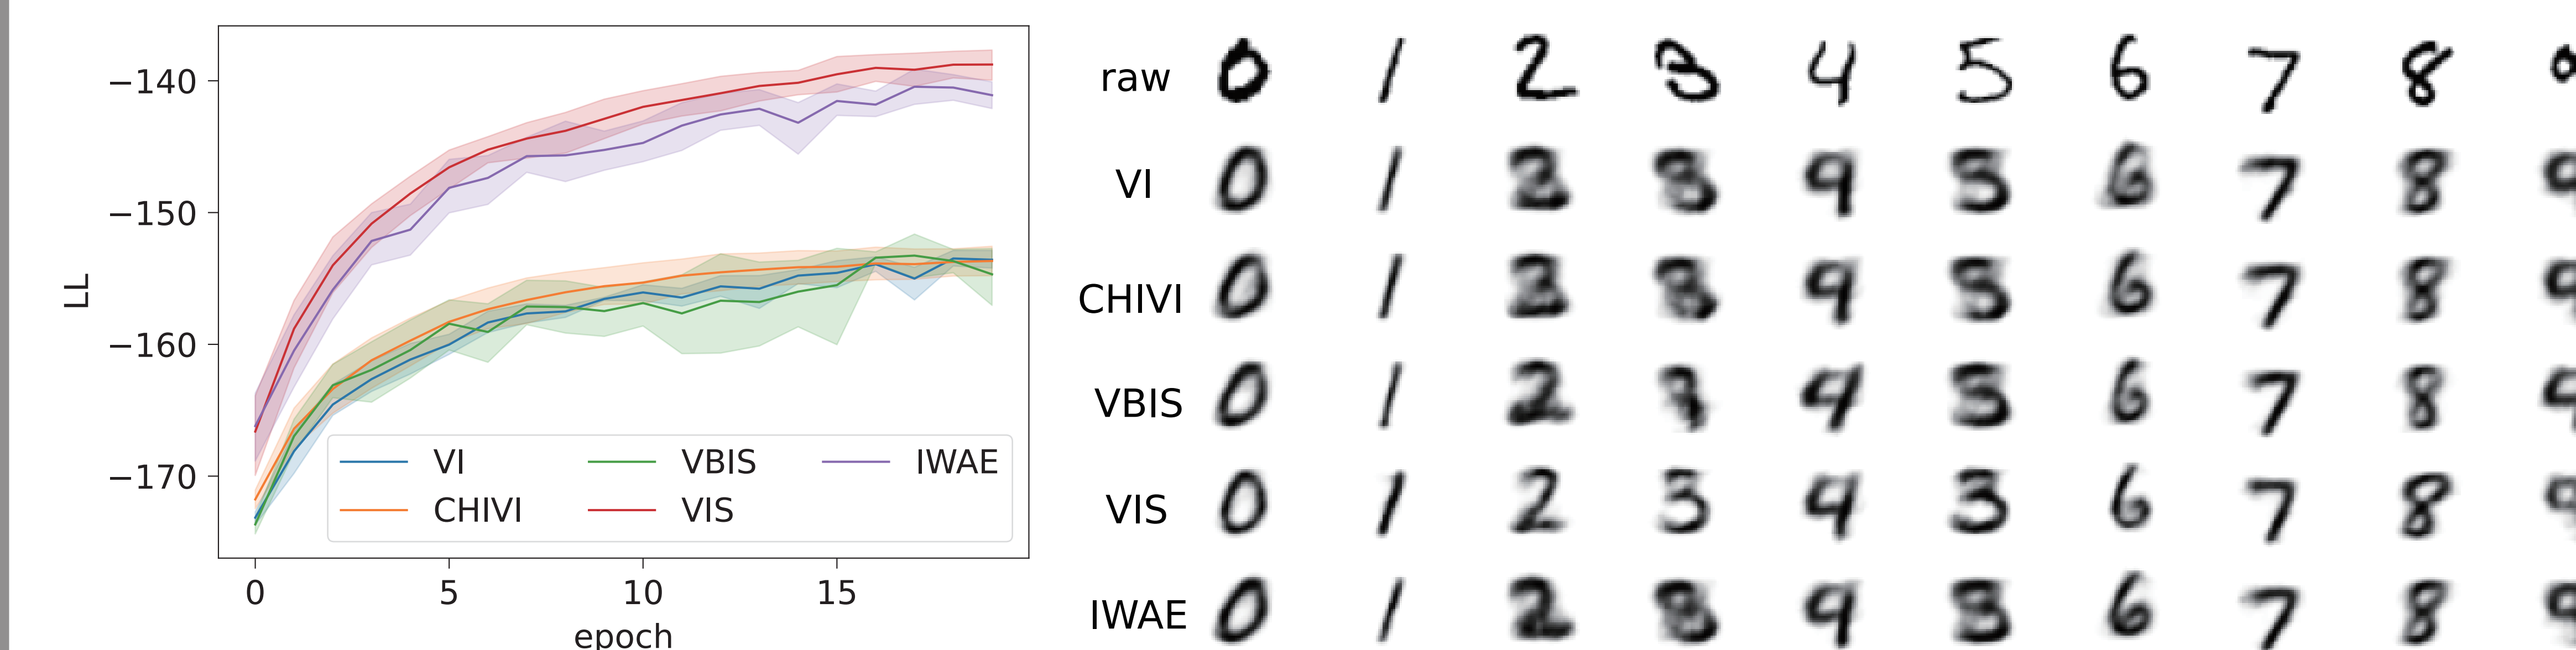 −140
−150
−160
−170
LL
0 5 10 15
epoch
VI VBIS IWAE
CHIVI VIS
raw 0 1 2 3 4 5 6 7 8
VI
CHIVI
VBIS
VIS
IWAE